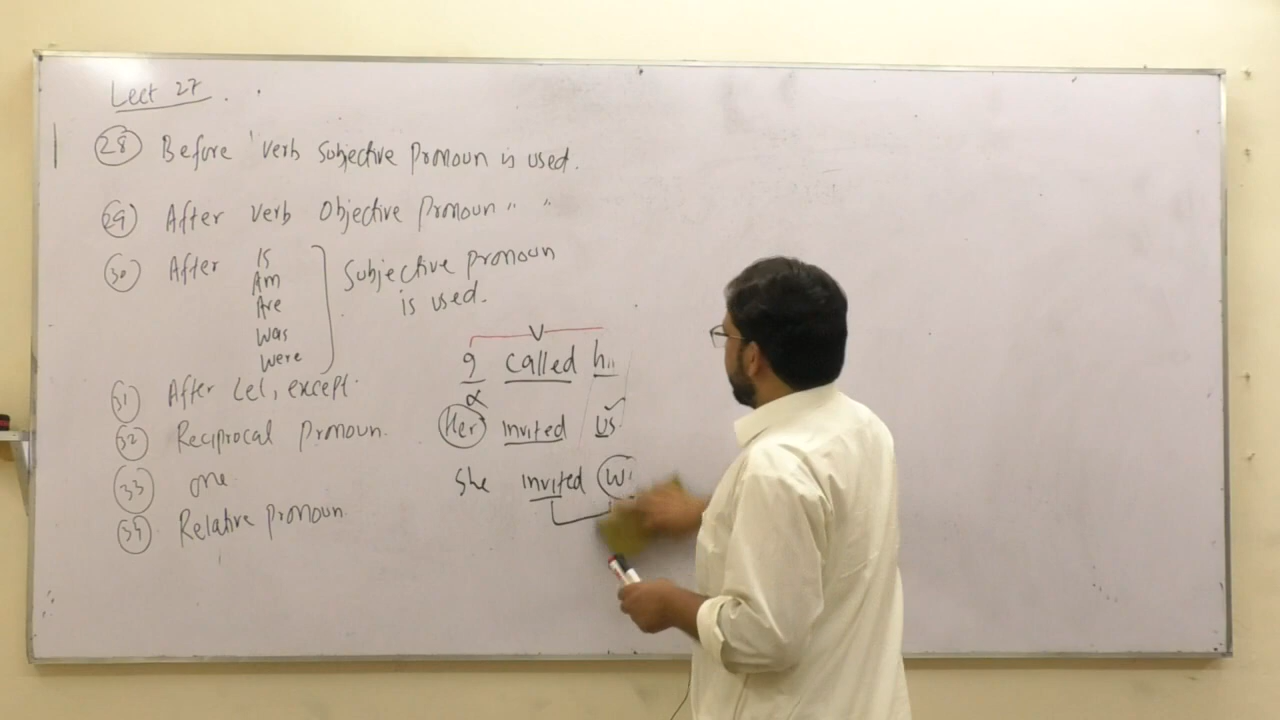 Lect 27
28 Before verb Subjective Pronoun is used.
29 After verb Objective Pronoun " "
30 After Is
Am
Are
Was
Were
Subjective pronoun
is used.
31 After Let, except.
32 Reciprocal Pronoun.
33 one
34 Relative pronoun
V
I called
Her invited us
She invited